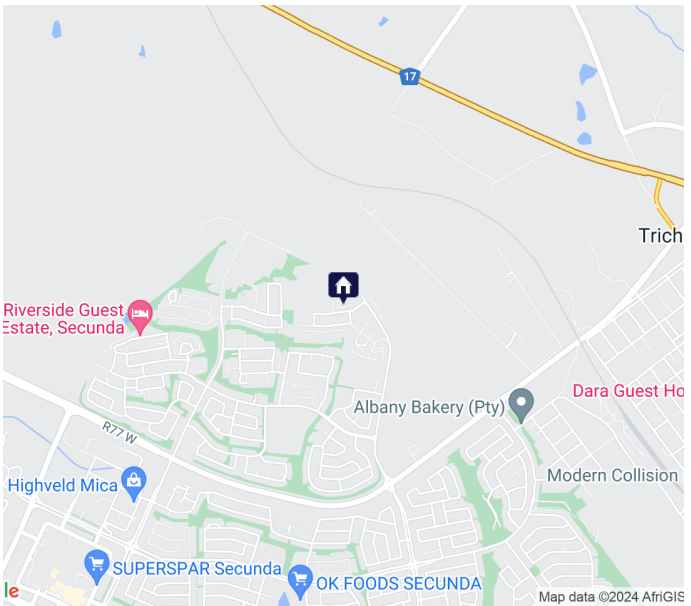 17
Trich
Riverside Guest
Estate, Secunda
Dara Guest Ho
Albany Bakery (Pty)
R77 W
Modern Collision
Highveld Mica
SUPERSPAR Secunda
OK FOODS SECUNDA
le
Map data ©2024 AfriGIS